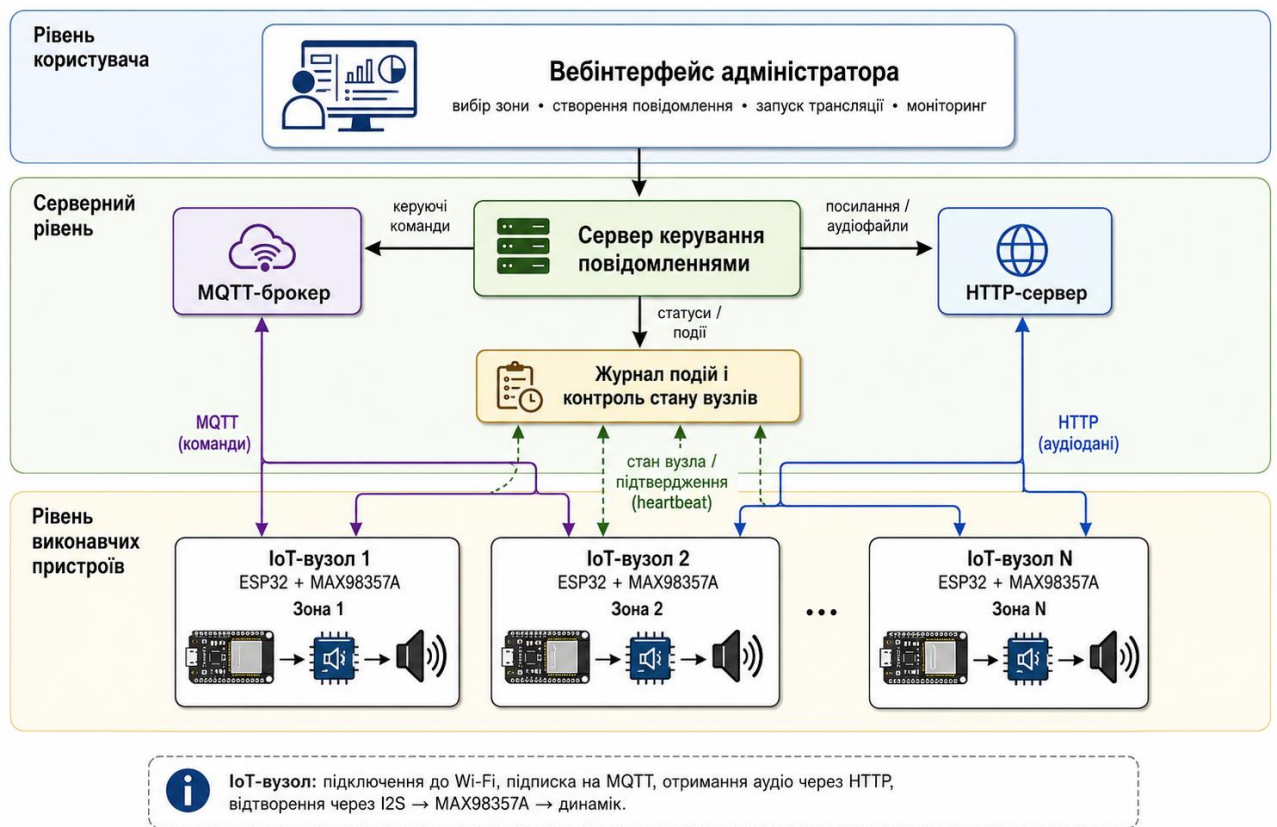 Рівень
користувача
Вебінтерфейс адміністратора
вибір зони • створення повідомлення • запуск трансляції • моніторинг
Серверний
рівень
MQTT-брокер
керуючі
команди
Сервер керування
повідомленнями
посилання /
аудіофайли
HTTP-сервер
статуси /
події
Журнал подій і
контроль стану вузлів
MQTT
(команди)
стан вузла /
підтвердження
(heartbeat)
HTTP
(аудіодані)
Рівень
виконавчих
пристроїв
IoT-вузол 1
ESP32 + MAX98357A
Зона 1
IoT-вузол 2
ESP32 + MAX98357A
Зона 2
...
IoT-вузол N
ESP32 + MAX98357A
Зона N
IoT-вузол: підключення до Wi-Fi, підписка на MQTT, отримання аудіо через HTTP,
відтворення через I2S → MAX98357A → динамік.